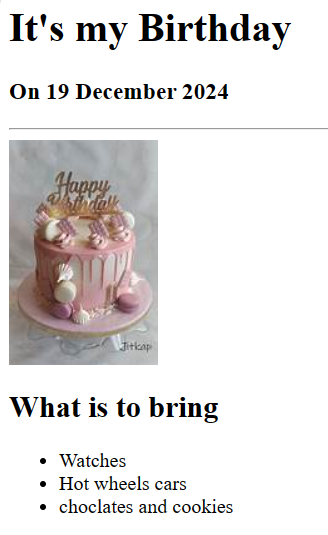 It's my Birthday
On 19 December 2024
Happy
Birthday
Jitkapi
What is to bring
Watches
Hot wheels cars
choclates and cookies